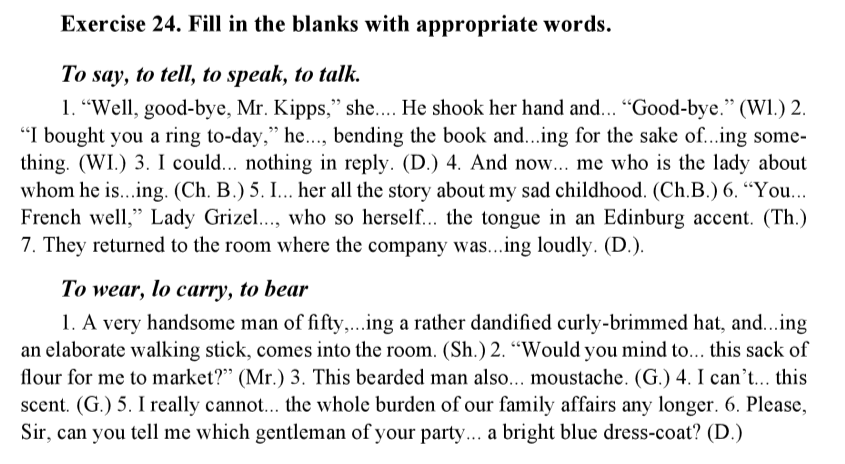 Exercise 24. Fill in the blanks with appropriate words.
To say, to tell, to speak, to talk.
1. “Well, good-bye, Mr. Kipps,” she.... He shook her hand and... “Good-bye.” (Wl.) 2.
“I bought you a ring to-day,” he..., bending the book and...ing for the sake of...ing some-
thing. (WI.) 3. I could... nothing in reply. (D.) 4. And now... me who is the lady about
whom he is...ing. (Ch. B.) 5. I... her all the story about my sad childhood. (Ch.B.) 6. “You...
French well,” Lady Grizel..., who so herself... the tongue in an Edinburg accent. (Th.)
7. They returned to the room where the company was...ing loudly. (D.).
To wear, lo carry, to bear
1. A very handsome man of fifty,...ing a rather dandified curly-brimmed hat, and...ing
an elaborate walking stick, comes into the room. (Sh.) 2. “Would you mind to... this sack of
flour for me to market?” (Mr.) 3. This bearded man also... moustache. (G.) 4. I can’t... this
scent. (G.) 5. I really cannot... the whole burden of our family affairs any longer. 6. Please,
Sir, can you tell me which gentleman of your party... a bright blue dress-coat? (D.)